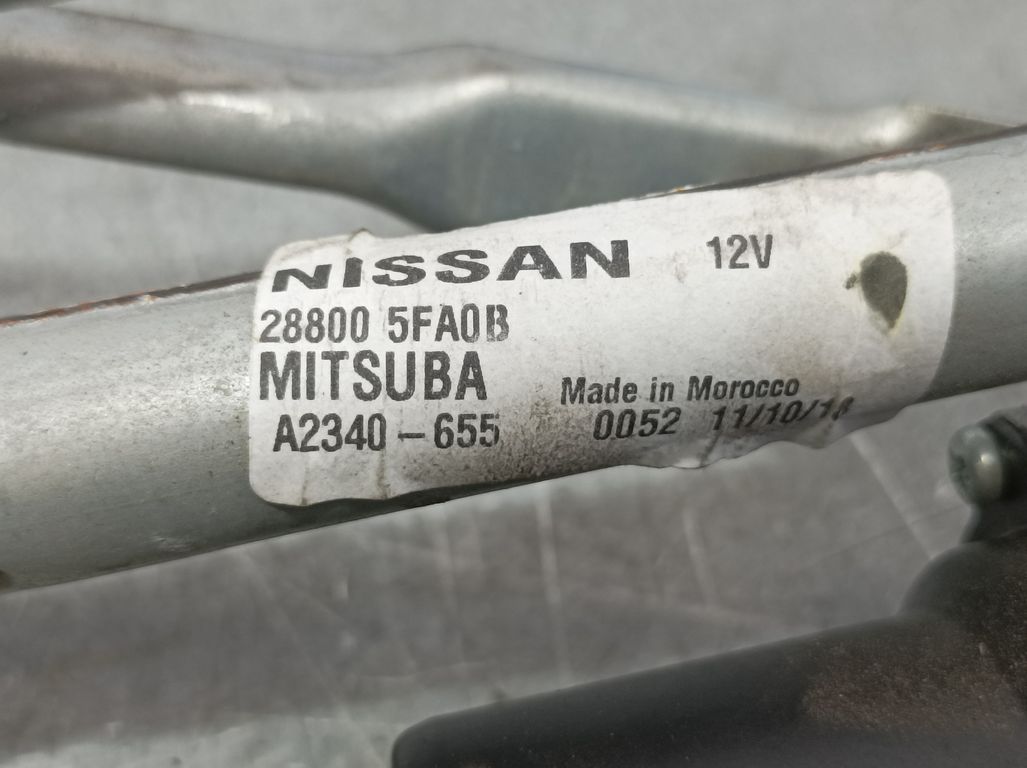 NISSAN 12V
28800 5FA0B
MITSUBA
Made in Morocco
A2340-655
0052